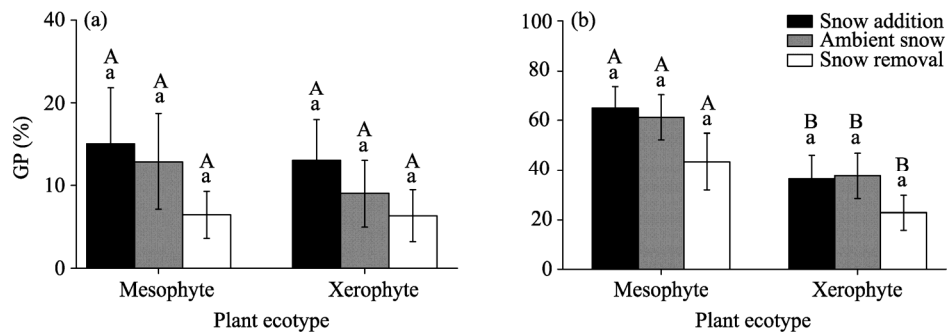 (a)
40
20
10
0
GP (%)
A A A A A A
a a a a a a
Mesophyte Xerophyte
Plant ecotype
(b)
Snow addition
Ambient snow
Snow removal
100
80
60
40
20
0
A A A B B B
a a a a a a
Mesophyte Xerophyte
Plant ecotype